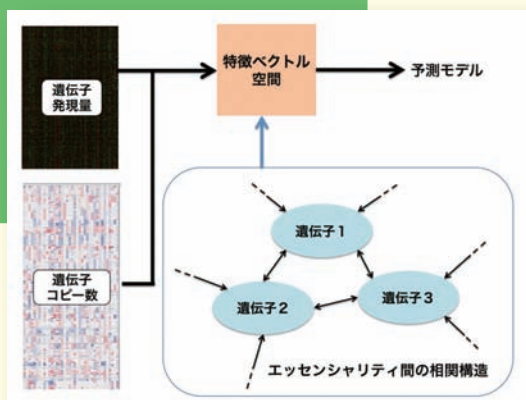 遺伝子
発現量
特徴ベクトル
空間
予測モデル
遺伝子
コピー数
遺伝子1
遺伝子2
遺伝子3
エッセンシャリティ間の相関構造